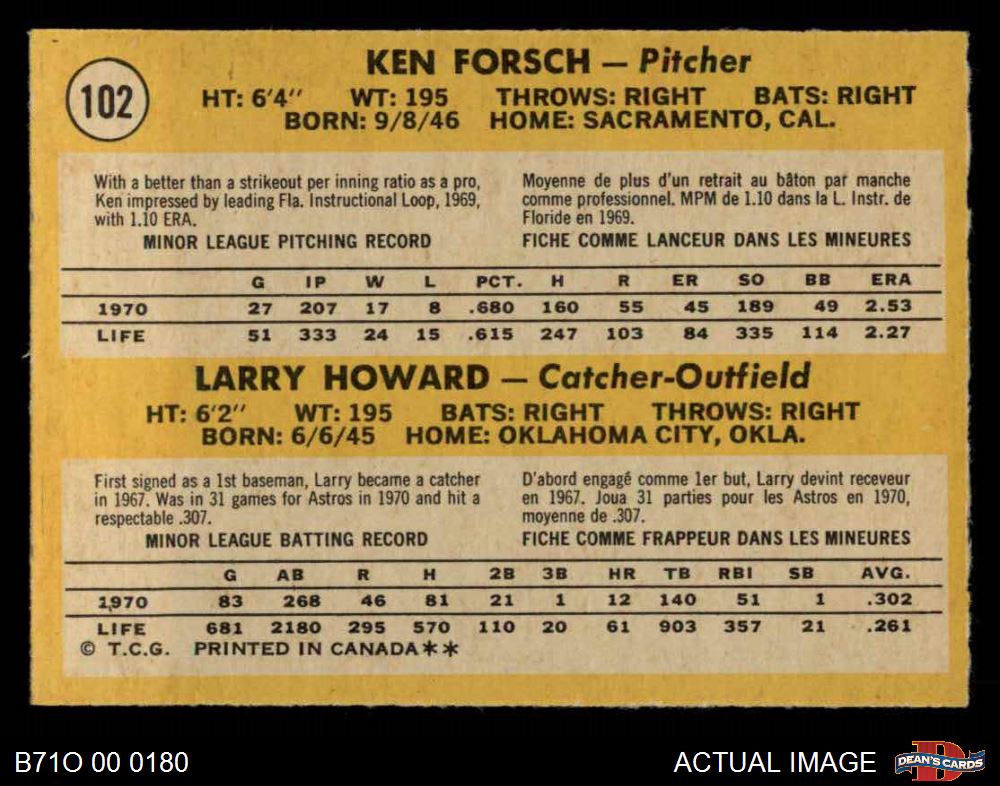 102
KEN FORSCH — Pitcher
HT: 6'4'' WT: 195 THROWS: RIGHT BATS: RIGHT
BORN: 9/8/46 HOME: SACRAMENTO, CAL.
With a better than a strikeout per inning ratio as a pro,
Ken impressed by leading Fla. Instructional Loop, 1969,
with 1.10 ERA.
MINOR LEAGUE PITCHING RECORD
Moyenne de plus d'un retrait au bâton par manche
comme professionnel. MPM de 1.10 dans la L. Instr. de
Floride en 1969.
FICHE COMME LANCEUR DANS LES MINEURES
G IP W L PCT. H R ER SO BB ERA
1970 27 207 17 8 .680 160 55 45 189 49 2.53
LIFE 51 333 24 15 .615 247 103 84 335 114 2.27
LARRY HOWARD — Catcher-Outfield
HT: 6'2'' WT: 195 BATS: RIGHT THROWS: RIGHT
BORN: 6/6/45 HOME: OKLAHOMA CITY, OKLA.
First signed as a 1st baseman, Larry became a catcher
in 1967. Was in 31 games for Astros in 1970 and hit a
respectable .307.
MINOR LEAGUE BATTING RECORD
D'abord engagé comme 1er but, Larry devint receveur
en 1967. Joua 31 parties pour les Astros en 1970,
moyenne de .307.
FICHE COMME FRAPPEUR DANS LES MINEURES
G AB R H 2B 3B HR TB RBI SB AVG.
1970 83 268 46 81 21 1 12 140 51 1 .302
LIFE 681 2180 295 570 110 20 61 903 357 21 .261
© T.C.G. PRINTED IN CANADA**
B71O 00 0180
ACTUAL IMAGE
D
DEAN'S CARDS